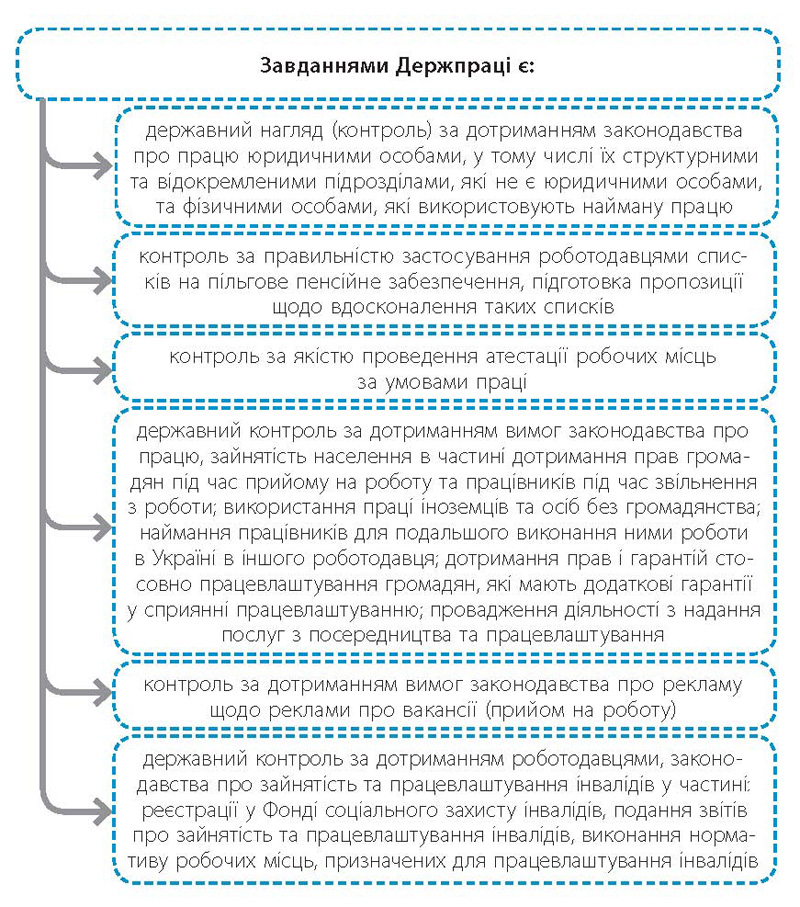 Завданнями Держпраці є:
державний нагляд (контроль) за дотриманням законодавства
про працю юридичними особами, у тому числі їх структурними
та відокремленими підрозділами, які не є юридичними особами,
та фізичними особами, які використовують найману працю
контроль за правильністю застосування роботодавцями спис-
ків на пільгове пенсійне забезпечення, підготовка пропозиції
щодо вдосконалення таких списків
контроль за якістю проведення атестації робочих місць
за умовами праці
державний контроль за дотриманням вимог законодавства про
працю, зайнятість населення в частині дотримання прав грома-
дян під час прийому на роботу та працівників під час звільнення
з роботи; використання праці іноземців та осіб без громадянства;
наймання працівників для подальшого виконання ними роботи
в Україні в іншого роботодавця; дотримання прав і гарантій сто-
совно працевлаштування громадян, які мають додаткові гарантії
у сприянні працевлаштуванню; провадження діяльності з надання
послуг з посередництва та працевлаштування
контроль за дотриманням вимог законодавства про рекламу
щодо реклами про вакансії (прийом на роботу)
державний контроль за дотриманням роботодавцями, законо-
давства про зайнятість та працевлаштування інвалідів у частині:
реєстрації у Фонді соціального захисту інвалідів, подання звітів
про зайнятість та працевлаштування інвалідів, виконання норма-
тиву робочих місць, призначених для працевлаштування інвалідів